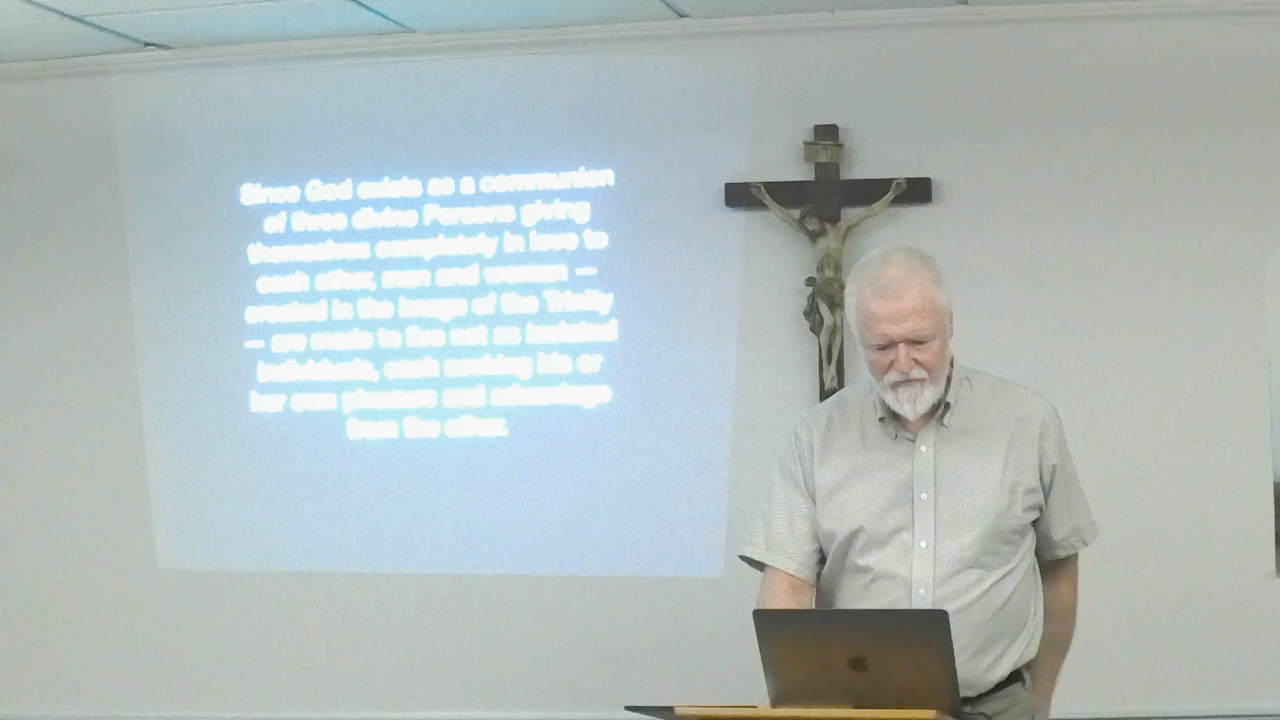 Since God exists as a communion
of three divine Persons giving
themselves completely in love to
each other, men and women —
created in the image of the Trinity
— are made to live not as isolated
individuals, each seeking his or
her own pleasure and advantage
from the other.